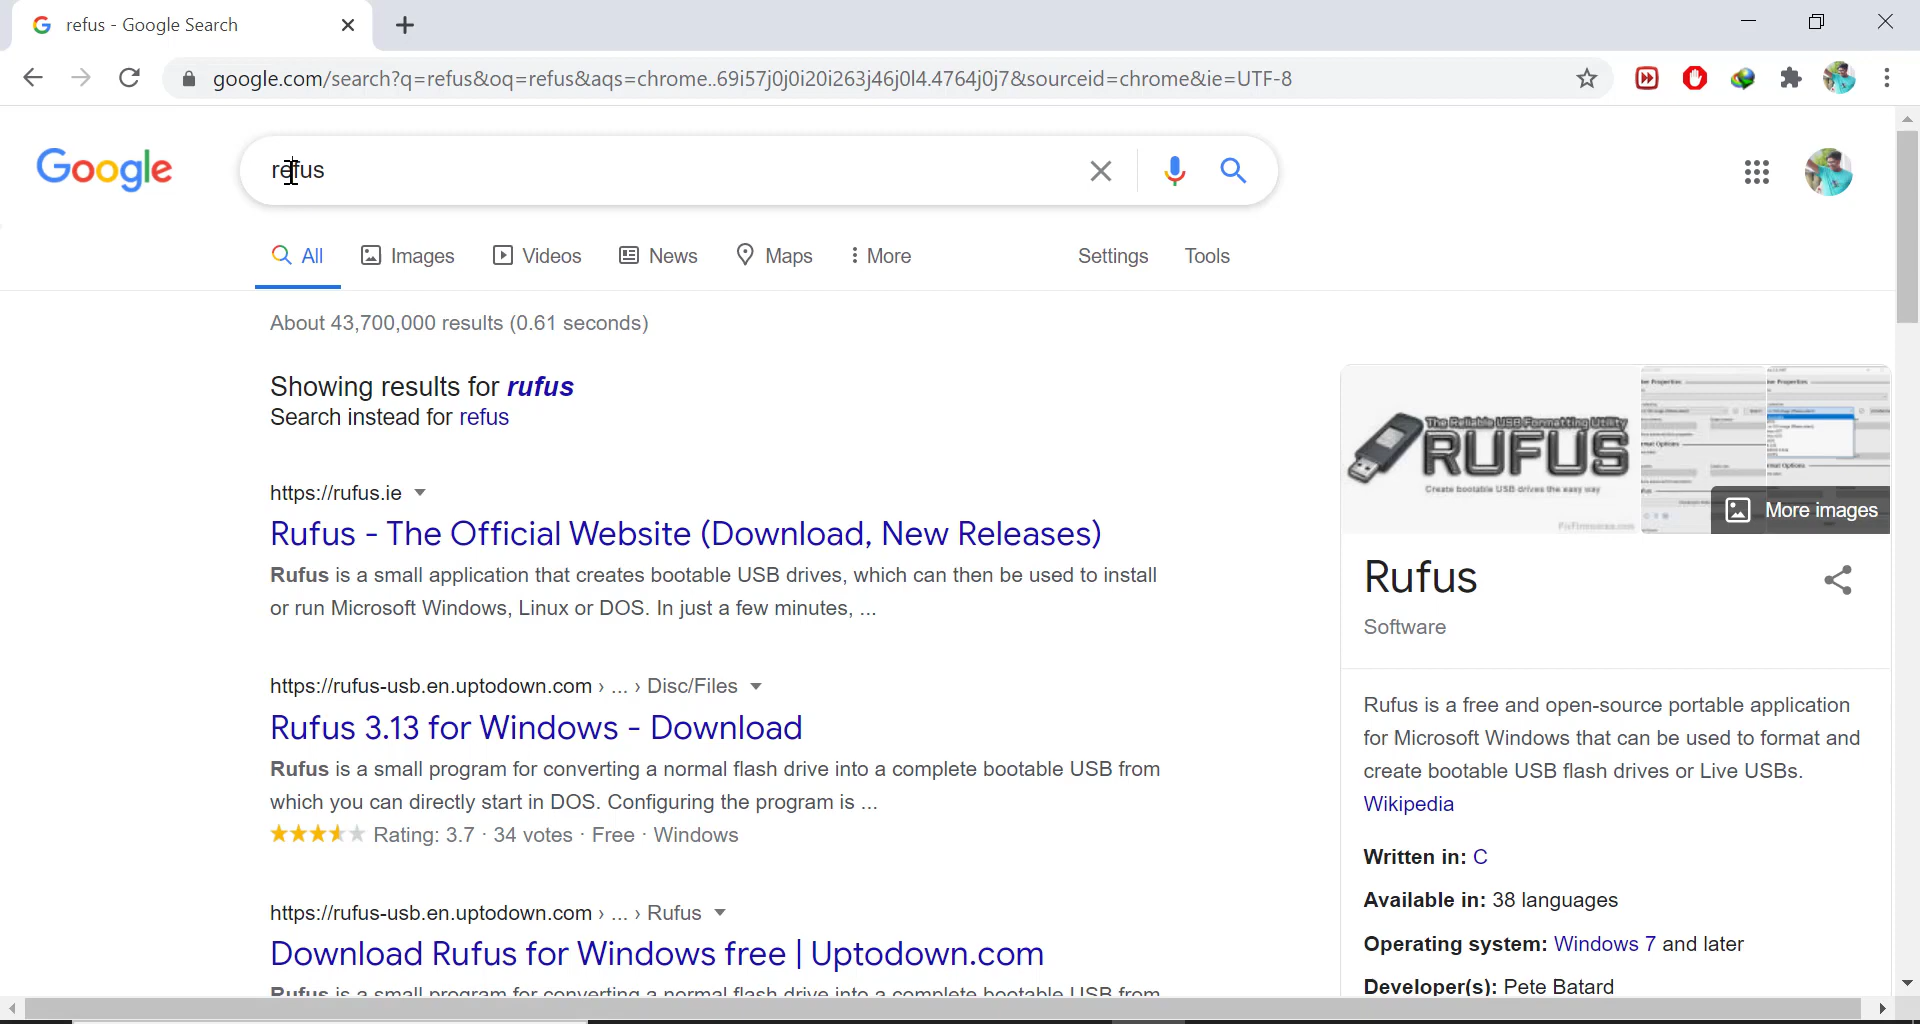 refus - Google Search
google.com/search?q=refus&oq=refus&aqs=chrome..69i57j0j0i20i263j46j0l4.4764j0j7&sourceid=chrome&ie=UTF-8
Google
refus
All Images Videos News Maps More Settings Tools
About 43,700,000 results (0.61 seconds)
Showing results for rufus
Search instead for refus
https://rufus.ie
Rufus - The Official Website (Download, New Releases)
Rufus is a small application that creates bootable USB drives, which can then be used to install
or run Microsoft Windows, Linux or DOS. In just a few minutes, ...
https://rufus-usb.en.uptodown.com › ... › Disc/Files
Rufus 3.13 for Windows - Download
Rufus is a small program for converting a normal flash drive into a complete bootable USB from
which you can directly start in DOS. Configuring the program is ...
Rating: 3.7 · 34 votes · Free · Windows
https://rufus-usb.en.uptodown.com › ... › Rufus
Download Rufus for Windows free | Uptodown.com
Rufus is a small program for converting a normal flash drive into a complete bootable USB from
The Reliable USB Formatting Utility
RUFUS
Create bootable USB drives the easy way
More images
Rufus
Software
Rufus is a free and open-source portable application
for Microsoft Windows that can be used to format and
create bootable USB flash drives or Live USBs.
Wikipedia
Written in: C
Available in: 38 languages
Operating system: Windows 7 and later
Developer(s): Pete Batard